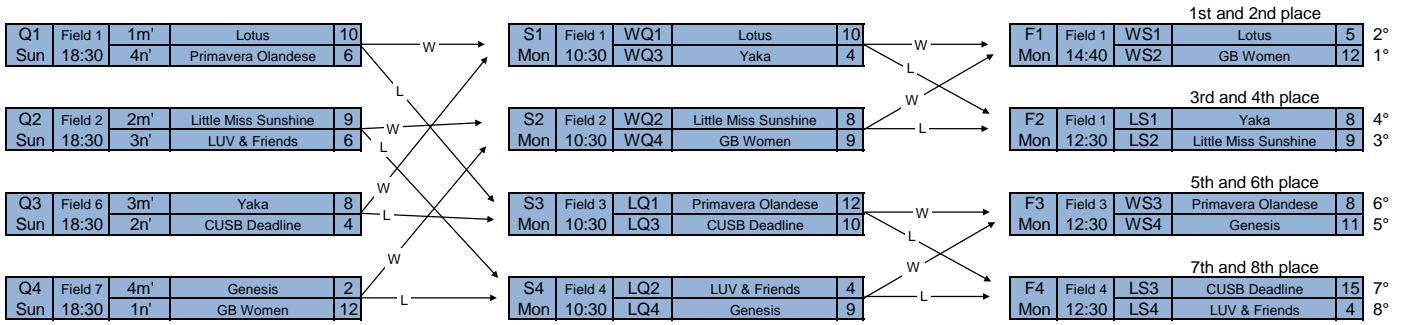 1st and 2nd place
Q1 Field 1 1m' Lotus 10 W S1 Field 1 WQ1 Lotus 10 W F1 Field 1 WS1 Lotus 5 2°
Sun 18:30 4n' Primavera Olandese 6 Mon 10:30 WQ3 Yaka 4 Mon 14:40 WS2 GB Women 12 1°
L L
W 3rd and 4th place
Q2 Field 2 2m' Little Miss Sunshine 9 W S2 Field 2 WQ2 Little Miss Sunshine 8 L F2 Field 1 LS1 Yaka 8 4°
Sun 18:30 3n' LUV & Friends 6 L Mon 10:30 WQ4 GB Women 9 Mon 12:30 LS2 Little Miss Sunshine 9 3°
W 5th and 6th place
Q3 Field 6 3m' Yaka 8 L S3 Field 3 LQ1 Primavera Olandese 12 W F3 Field 3 WS3 Primavera Olandese 8 6°
Sun 18:30 2n' CUSB Deadline 4 Mon 10:30 LQ3 CUSB Deadline 10 Mon 12:30 WS4 Genesis 11 5°
L
W W 7th and 8th place
Q4 Field 7 4m' Genesis 2 L S4 Field 4 LQ2 LUV & Friends 4 L F4 Field 4 LS3 CUSB Deadline 15 7°
Sun 18:30 1n' GB Women 12 Mon 10:30 LQ4 Genesis 9 Mon 12:30 LS4 LUV & Friends 4 8°